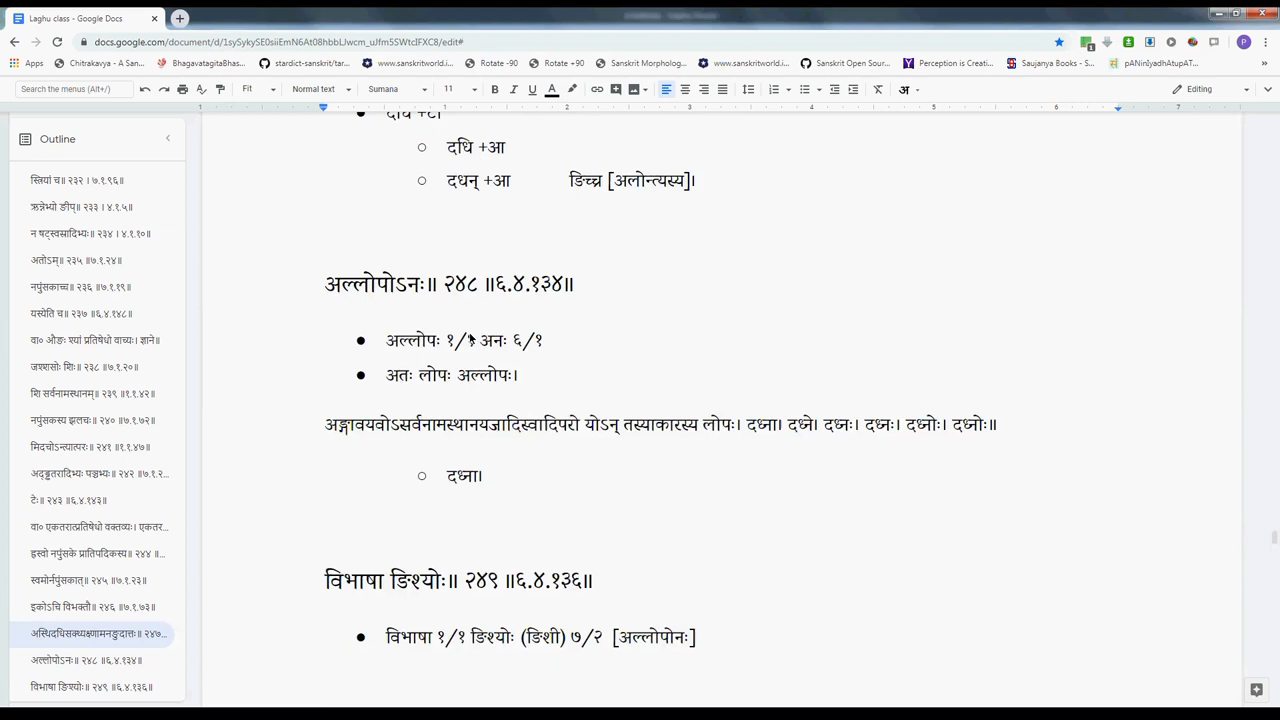 Laghu class - Google Docs
docs.google.com/document/d/1sySykySE0siiEmN6At08hbbLJwcm_uJfm5SWtcIFXC8/edit#
Apps Chitrakavya - A San... BhagavatagitaBhas... stardict-sanskrit/tar... www.sanskritworld.i... Rotate -90 Rotate +90 Sanskrit Morpholog... www.sanskritworld.i... Sanskrit Open Sour... Perception is Creati... Saujanya Books - S... pANinIyadhAtupAT...
Search the menus (Alt+/) Fit Normal text Sumana 11 B I U A अ Editing
1 1 2 3 4 5 6 7
Outline
स्त्रियां च॥ २३२ । ७.१.९६॥
ऋन्नेभ्यो ङीप्॥ २३३ । ४.१.५॥
न षट्स्वस्रादिभ्यः॥ २३४ । ४.१.१०॥
अतोऽम्॥ २३५ ॥७.१.२४॥
नपुंसकाच्च॥ २३६ ॥७.१.१९॥
यस्येति च॥ २३७ ॥६.४.१४८॥
वा० औङः श्यां प्रतिषेधो वाच्यः। ज्ञाने॥
जश्शसोः शिः॥ २३८ ॥७.१.२०॥
शि सर्वनामस्थानम्॥ २३९ ॥१.१.४२॥
नपुंसकस्य झलचः॥ २४० ॥७.१.७२॥
मिदचोऽन्त्यात्परः॥ २४१ ॥१.१.४७॥
अद्ड्डतरादिभ्यः पञ्चभ्यः॥ २४२ ॥७.१.२...
टेः॥ २४३ ॥६.४.१४३॥
वा० एकतरात्प्रतिषेधो वक्तव्यः। एकतर...
ह्रस्वो नपुंसके प्रातिपदिकस्य॥ २४४ ॥...
स्वमोर्नपुंसकात्॥ २४५ ॥७.१.२३॥
इकोऽचि विभक्तौ॥ २४६ ॥७.१.७३॥
अस्थिदधिसक्थ्यक्ष्णामनङुदात्तः॥ २४७...
अल्लोपोऽनः॥ २४८ ॥६.४.१३४॥
विभाषा ङिश्योः॥ २४९ ॥६.४.१३६॥
दधि +टा
दधि +आ
दधन् +आ ङिच्च [अलोन्त्यस्य]।
अल्लोपोऽनः॥ २४८ ॥६.४.१३४॥
अल्लोपः १/१ अनः ६/१
अतः लोपः अल्लोपः।
अङ्गावयवोऽसर्वनामस्थानयजादिस्वादिपरो योऽन् तस्याकारस्य लोपः। दध्ना। दध्ने। दध्नः। दध्नः। दध्नोः। दध्नोः॥
दध्ना।
विभाषा ङिश्योः॥ २४९ ॥६.४.१३६॥
विभाषा १/१ ङिश्योः (ङिशी) ७/२ [अल्लोपोनः]